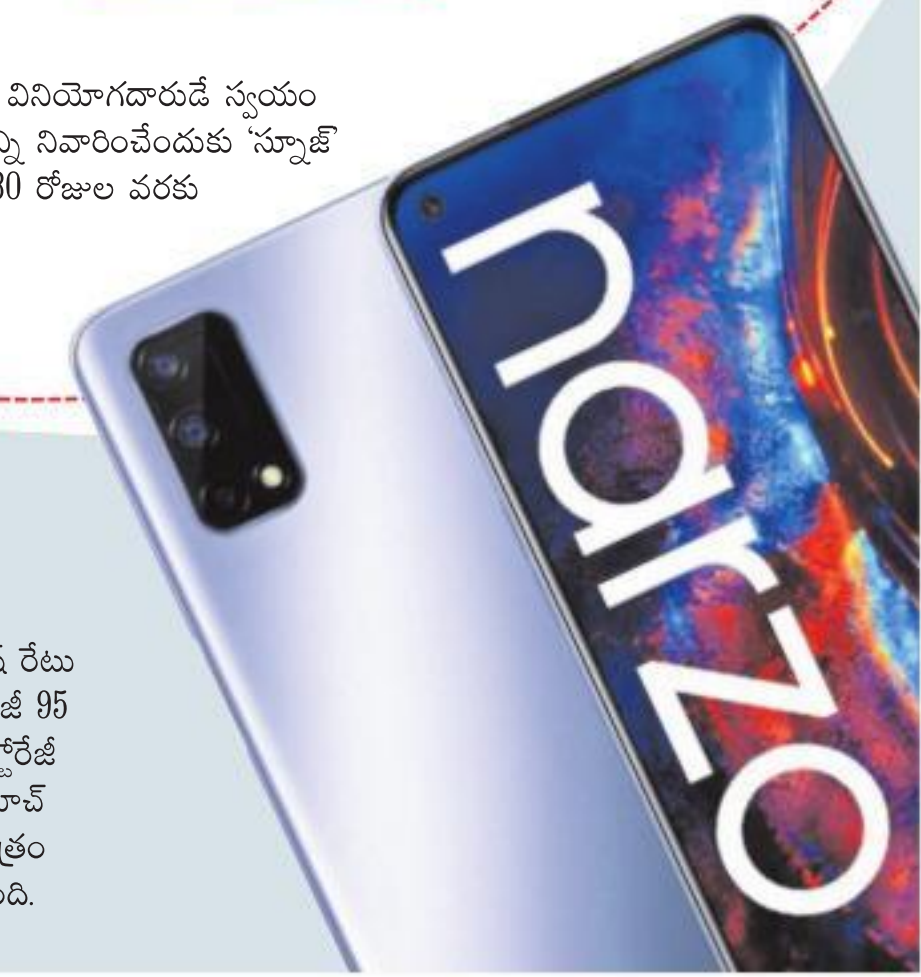 వినియోగదారుడే స్వయం
నివారించేందుకు ‘స్నూజ్’
30 రోజుల వరకు
narzo
రేటు
95
స్టోరేజీ